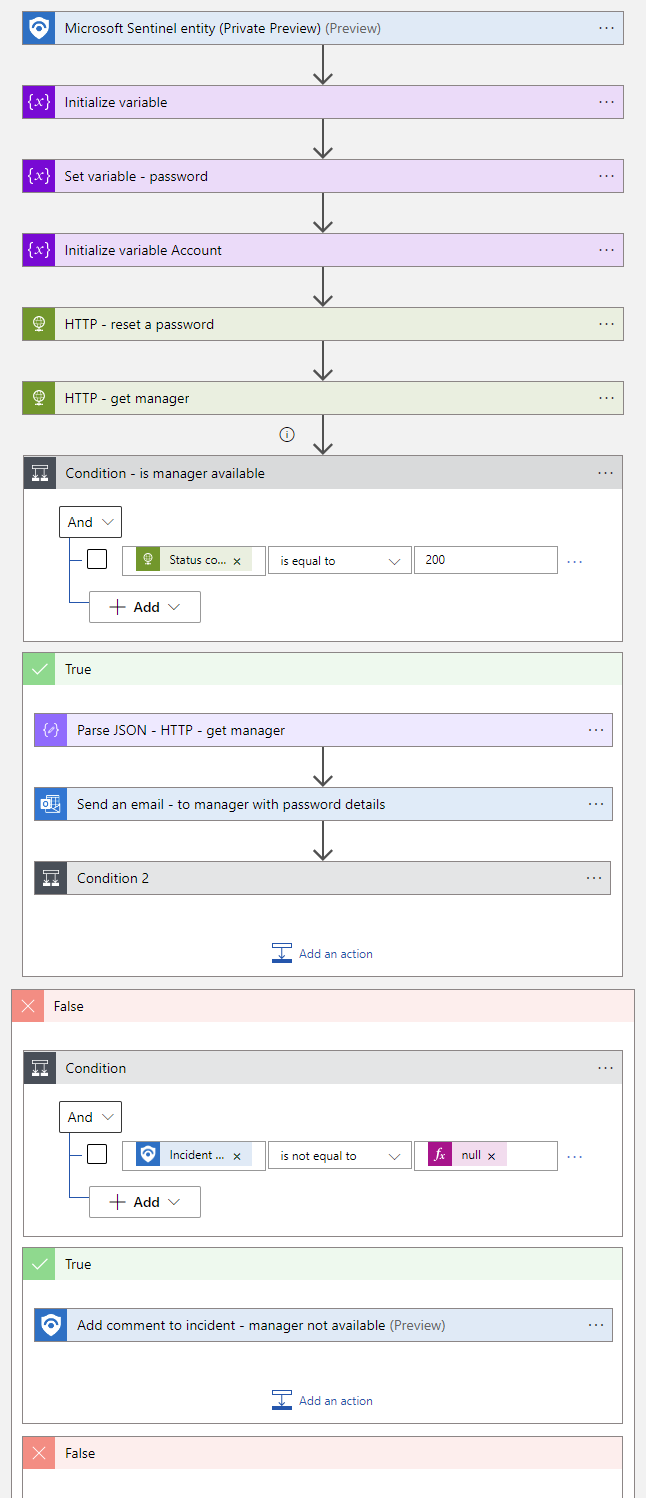 Microsoft Sentinel entity (Private Preview) (Preview) ...
{x} Initialize variable ...
{x} Set variable - password ...
{x} Initialize variable Account ...
HTTP - reset a password ...
HTTP - get manager ...
Condition - is manager available ...
And
Status co... × is equal to 200 ...
+ Add
True
Parse JSON - HTTP - get manager ...
Send an email - to manager with password details ...
Condition 2 ...
Add an action
False
Condition ...
And
Incident ... × is not equal to fx null × ...
+ Add
True
Add comment to incident - manager not available (Preview) ...
Add an action
False